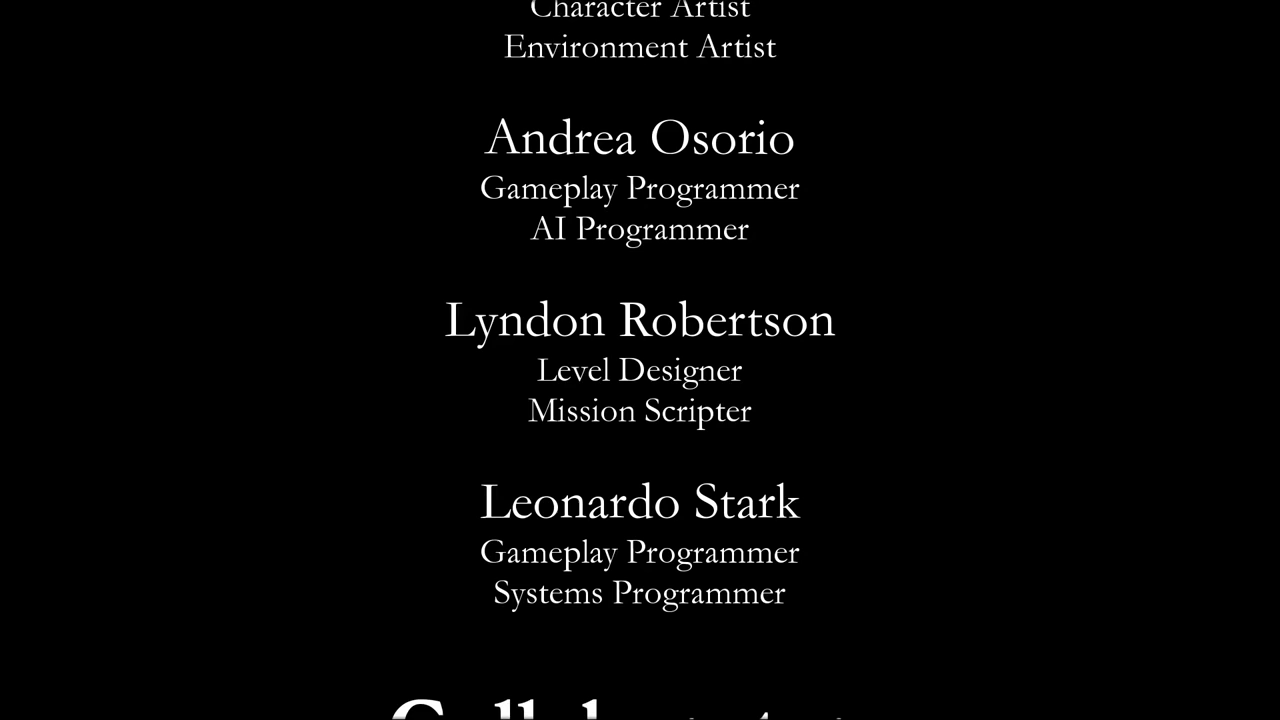 Character Artist
Environment Artist
Andrea Osorio
Gameplay Programmer
AI Programmer
Lyndon Robertson
Level Designer
Mission Scripter
Leonardo Stark
Gameplay Programmer
Systems Programmer